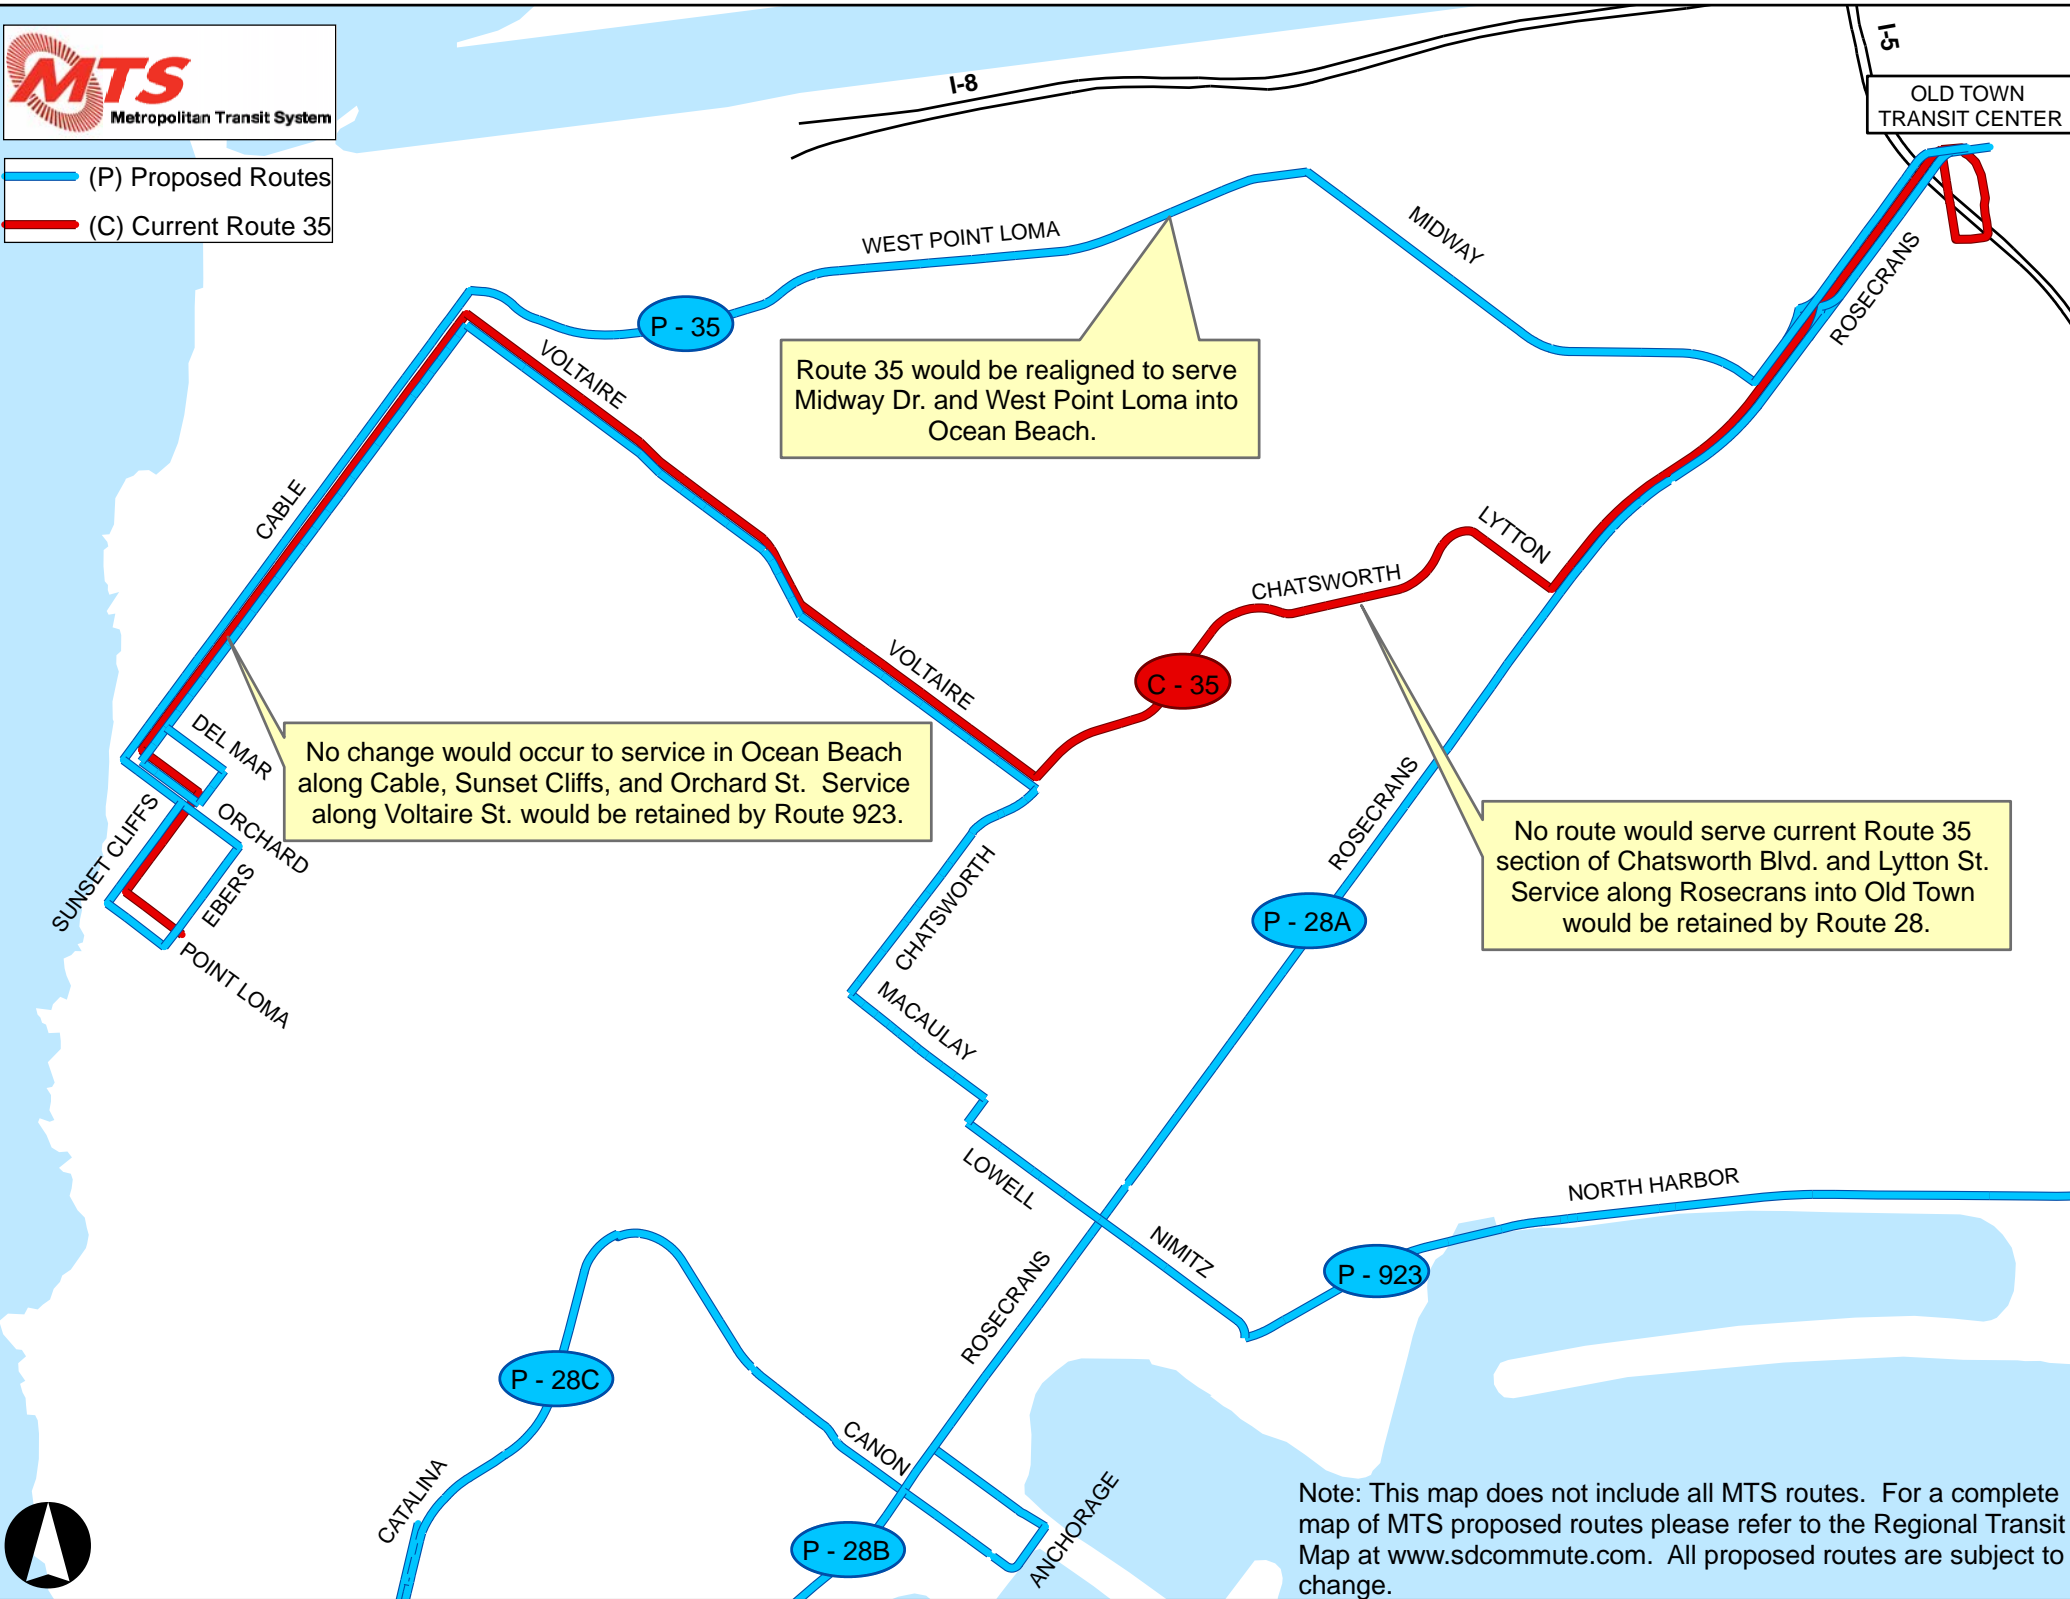 MTS
Metropolitan Transit System
(P) Proposed Routes
(C) Current Route 35
I-8
I-5
OLD TOWN
TRANSIT CENTER
WEST POINT LOMA
MIDWAY
ROSECRANS
P - 35
VOLTAIRE
Route 35 would be realigned to serve
Midway Dr. and West Point Loma into
Ocean Beach.
CABLE
LYTTON
CHATSWORTH
VOLTAIRE
C - 35
DEL MAR
No change would occur to service in Ocean Beach
along Cable, Sunset Cliffs, and Orchard St.  Service
along Voltaire St. would be retained by Route 923.
ROSECRANS
SUNSET CLIFFS
ORCHARD
EBERS
POINT LOMA
CHATSWORTH
No route would serve current Route 35
section of Chatsworth Blvd. and Lytton St.
Service along Rosecrans into Old Town
would be retained by Route 28.
P - 28A
MACAULAY
LOWELL
NORTH HARBOR
NIMITZ
P - 923
ROSECRANS
P - 28C
CANON
CATALINA
ANCHORAGE
P - 28B
Note: This map does not include all MTS routes.  For a complete
map of MTS proposed routes please refer to the Regional Transit
Map at www.sdcommute.com.  All proposed routes are subject to
change.